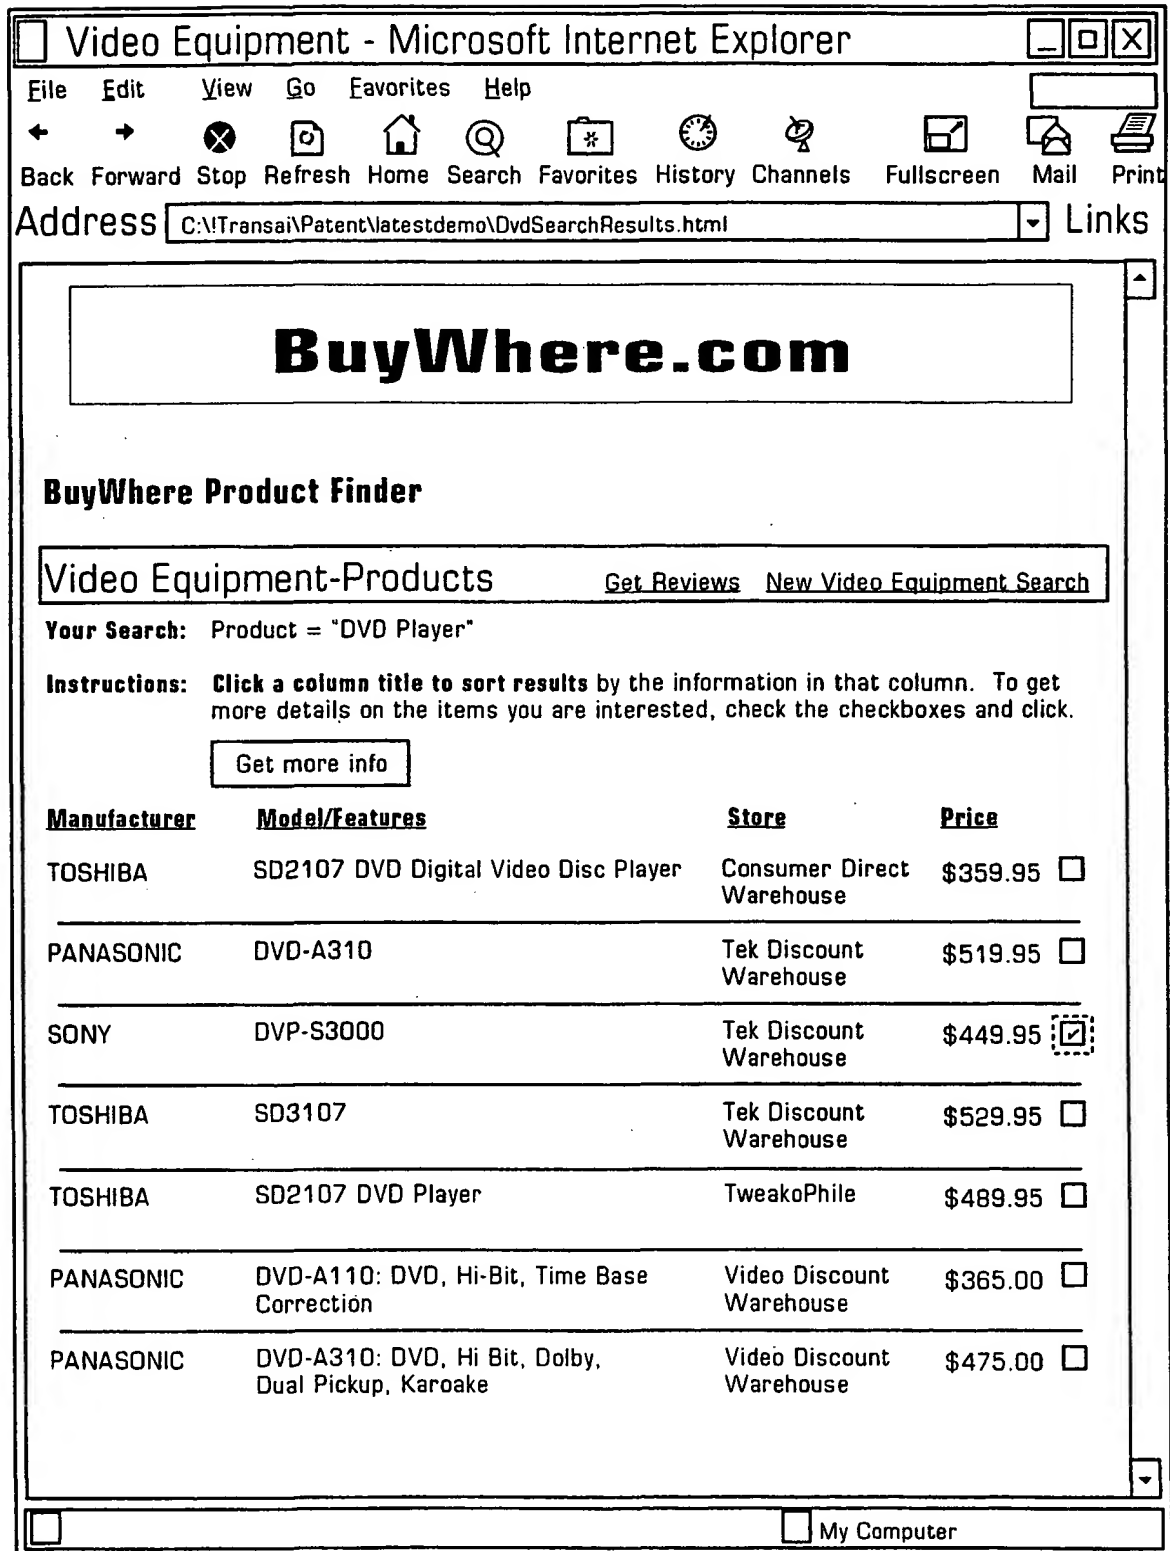 Video Equipment - Microsoft Internet Explorer
File Edit View Go Favorites Help
Back Forward Stop Refresh Home Search Favorites History Channels Fullscreen Mail Print
Address C:\!Transai\Patent\latestdemo\DvdSearchResults.html Links
BuyWhere.com
BuyWhere Product Finder
Video Equipment-Products Get Reviews New Video Equipment Search
Your Search: Product = "DVD Player"
Instructions: Click a column title to sort results by the information in that column. To get
more details on the items you are interested, check the checkboxes and click.
Get more info
Manufacturer Model/Features Store Price
TOSHIBA SD2107 DVD Digital Video Disc Player Consumer Direct $359.95
Warehouse
PANASONIC DVD-A310 Tek Discount $519.95
Warehouse
SONY DVP-S3000 Tek Discount $449.95
Warehouse
TOSHIBA SD3107 Tek Discount $529.95
Warehouse
TOSHIBA SD2107 DVD Player TweakoPhile $489.95
PANASONIC DVD-A110: DVD, Hi-Bit, Time Base Video Discount $365.00
Correction Warehouse
PANASONIC DVD-A310: DVD, Hi Bit, Dolby, Video Discount $475.00
Dual Pickup, Karoake Warehouse
My Computer